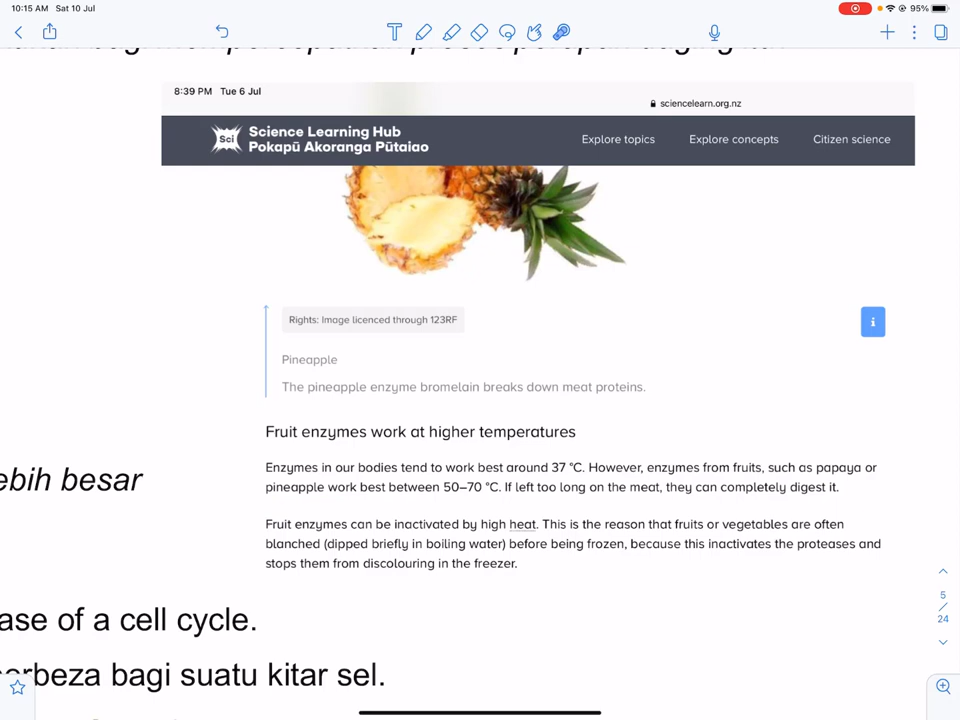 10:15 AM Sat 10 Jul
95%
8:39 PM Tue 6 Jul
sciencelearn.org.nz
Sci
Science Learning Hub
Pokapū Akoranga Pūtaiao
Explore topics
Explore concepts
Citizen science
Rights: Image licenced through 123RF
i
Pineapple
The pineapple enzyme bromelain breaks down meat proteins.
Fruit enzymes work at higher temperatures
ebih besar
Enzymes in our bodies tend to work best around 37 °C. However, enzymes from fruits, such as papaya or
pineapple work best between 50–70 °C. If left too long on the meat, they can completely digest it.
Fruit enzymes can be inactivated by high heat. This is the reason that fruits or vegetables are often
blanched (dipped briefly in boiling water) before being frozen, because this inactivates the proteases and
stops them from discolouring in the freezer.
5
/
24
ase of a cell cycle.
erbeza bagi suatu kitar sel.